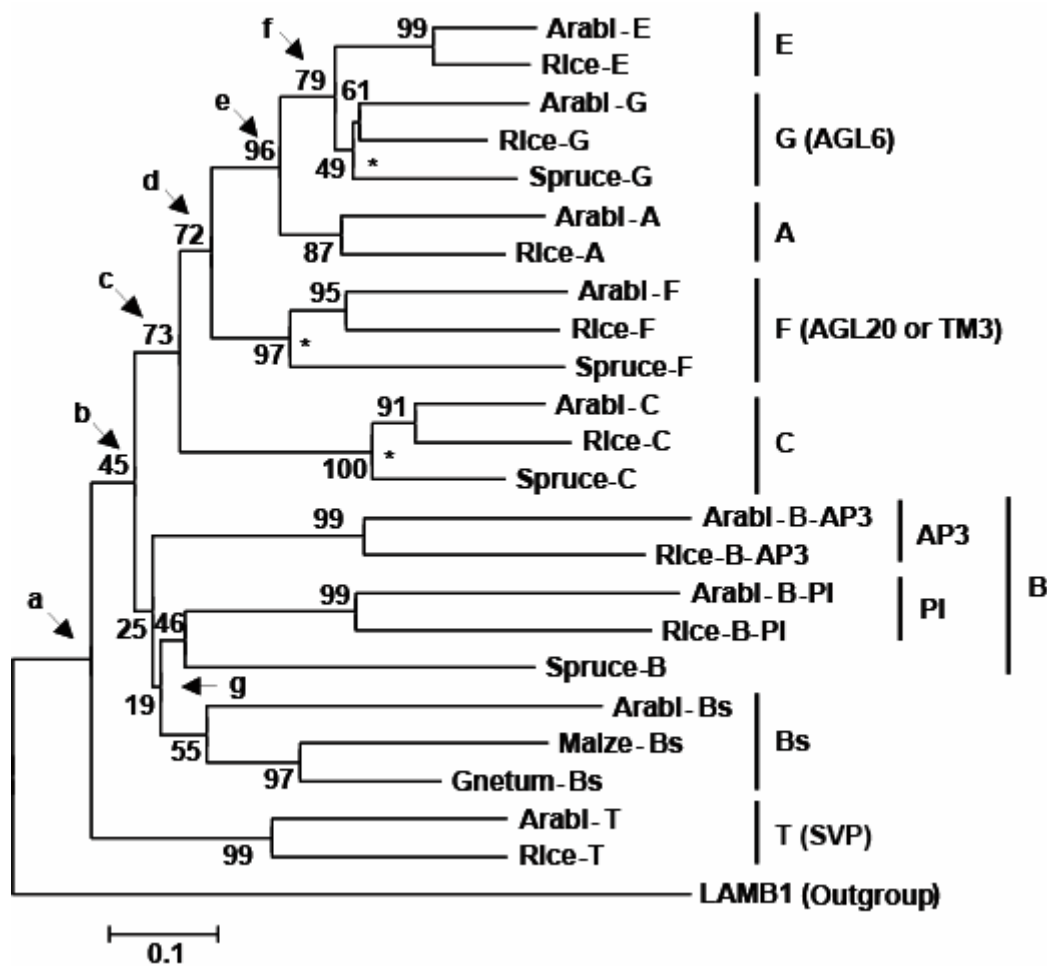 f
99
Arabi-E
Rice-E
E
79
61
Arabi-G
Rice-G
49
*
Spruce-G
G (AGL6)
e
96
Arabi-A
87
Rice-A
A
d
72
95
Arabi-F
Rice-F
97
*
Spruce-F
F (AGL20 or TM3)
c
73
91
Arabi-C
Rice-C
100
*
Spruce-C
C
b
45
99
Arabi-B-AP3
Rice-B-AP3
AP3
99
Arabi-B-PI
Rice-B-PI
PI
B
a
25
46
Spruce-B
g
19
Arabi-Bs
55
Maize-Bs
97
Gnetum-Bs
Bs
Arabi-T
99
Rice-T
T (SVP)
LAMB1 (Outgroup)
0.1